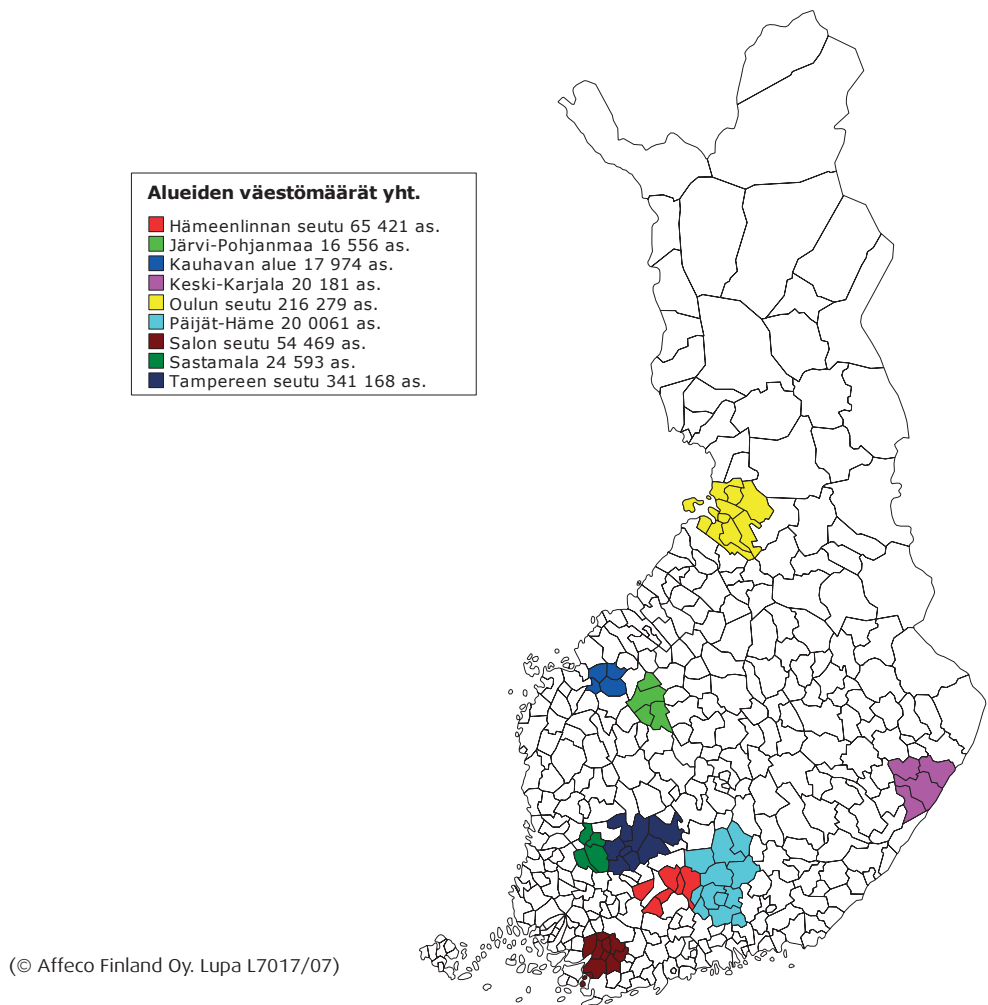 Alueiden väestömäärät yht.
Hämeenlinnan seutu 65 421 as.
Järvi-Pohjanmaa 16 556 as.
Kauhavan alue 17 974 as.
Keski-Karjala 20 181 as.
Oulun seutu 216 279 as.
Päijät-Häme 20 0061 as.
Salon seutu 54 469 as.
Sastamala 24 593 as.
Tampereen seutu 341 168 as.
(© Affeco Finland Oy. Lupa L7017/07)